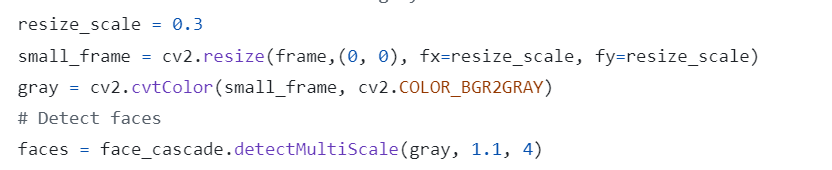 resize_scale = 0.3
small_frame = cv2.resize(frame,(0, 0), fx=resize_scale, fy=resize_scale)
gray = cv2.cvtColor(small_frame, cv2.COLOR_BGR2GRAY)
# Detect faces
faces = face_cascade.detectMultiScale(gray, 1.1, 4)